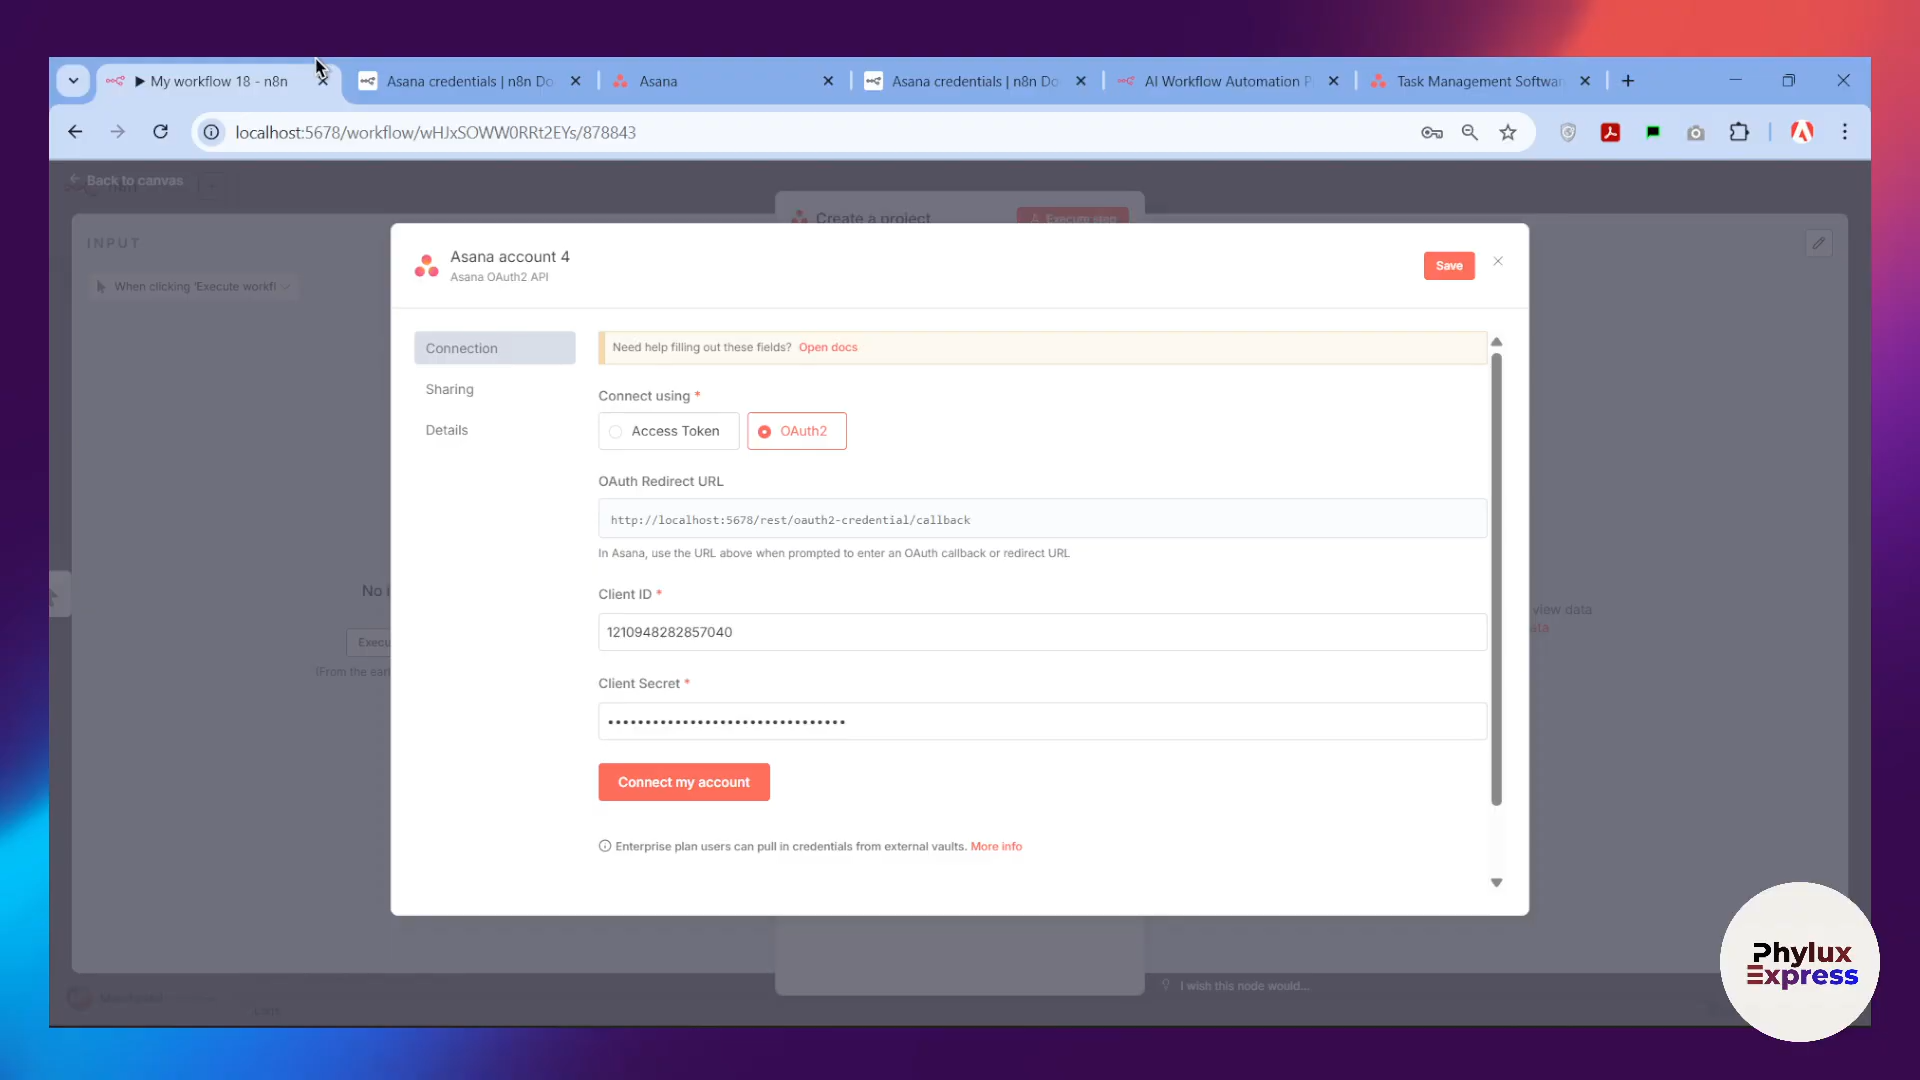 My workflow 18 - n8n
Asana credentials | n8n Do
Asana
Asana credentials | n8n Do
AI Workflow Automation P
Task Management Softwar
localhost:5678/workflow/wHJxSOWW0RRt2EYs/878843
Back to canvas
Create a project
Execute step
INPUT
When clicking 'Execute workfl
Asana account 4
Asana OAuth2 API
Save
Connection
Sharing
Details
Need help filling out these fields? Open docs
Connect using *
Access Token
OAuth2
OAuth Redirect URL
http://localhost:5678/rest/oauth2-credential/callback
In Asana, use the URL above when prompted to enter an OAuth callback or redirect URL
Client ID *
1210948282857040
Client Secret *
••••••••••••••••••••••••••••••••
Connect my account
Enterprise plan users can pull in credentials from external vaults. More info
No i
Execu
(From the earl
view data
ata
I wish this node would...
Logs
Phylux
Express